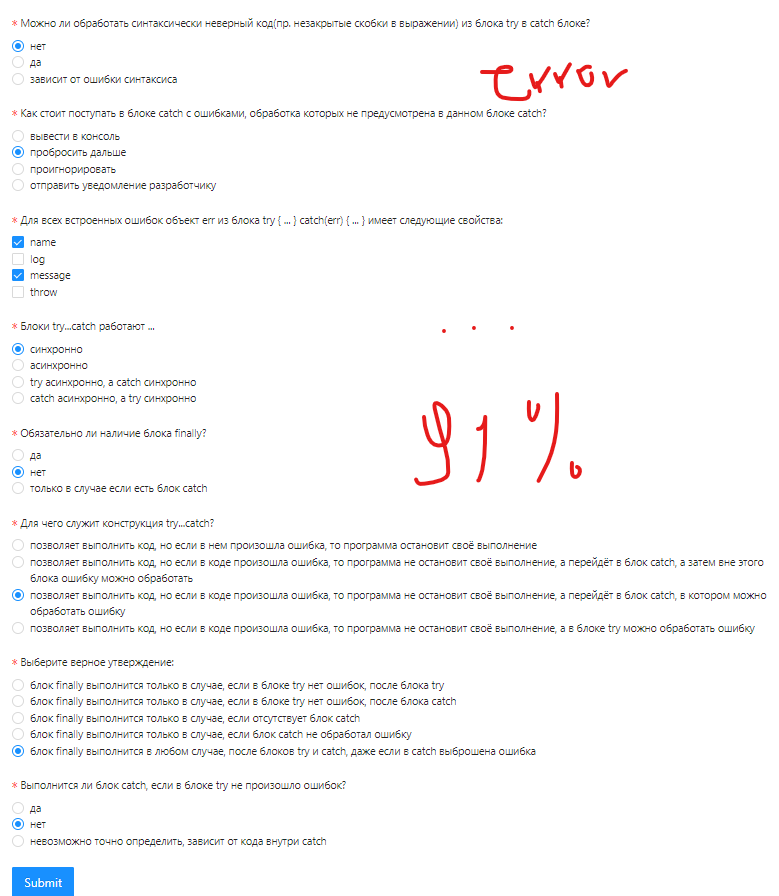 * Можно ли обработать синтаксически неверный код(пр. незакрытые скобки в выражении) из блока try в catch блоке?
нет
да
зависит от ошибки синтаксиса
error
* Как стоит поступать в блоке catch с ошибками, обработка которых не предусмотрена в данном блоке catch?
вывести в консоль
пробросить дальше
проигнорировать
отправить уведомление разработчику
* Для всех встроенных ошибок объект err из блока try { ... } catch(err) { ... } имеет следующие свойства:
name
log
message
throw
* Блоки try...catch работают ...
...
синхронно
асинхронно
try асинхронно, а catch синхронно
catch асинхронно, а try синхронно
91%
* Обязательно ли наличие блока finally?
да
нет
только в случае если есть блок catch
* Для чего служит конструкция try...catch?
позволяет выполнить код, но если в нем произошла ошибка, то программа остановит своё выполнение
позволяет выполнить код, но если в коде произошла ошибка, то программа не остановит своё выполнение, а перейдёт в блок catch, а затем вне этого
блока ошибку можно обработать
позволяет выполнить код, но если в коде произошла ошибка, то программа не остановит своё выполнение, а перейдёт в блок catch, в котором можно
обработать ошибку
позволяет выполнить код, но если в коде произошла ошибка, то программа не остановит своё выполнение, а в блоке try можно обработать ошибку
* Выберите верное утверждение:
блок finally выполнится только в случае, если в блоке try нет ошибок, после блока try
блок finally выполнится только в случае, если в блоке try нет ошибок, после блока catch
блок finally выполнится только в случае, если отсутствует блок catch
блок finally выполнится только в случае, если блок catch не обработал ошибку
блок finally выполнится в любом случае, после блоков try и catch, даже если в catch выброшена ошибка
* Выполнится ли блок catch, если в блоке try не произошло ошибок?
да
нет
невозможно точно определить, зависит от кода внутри catch
Submit